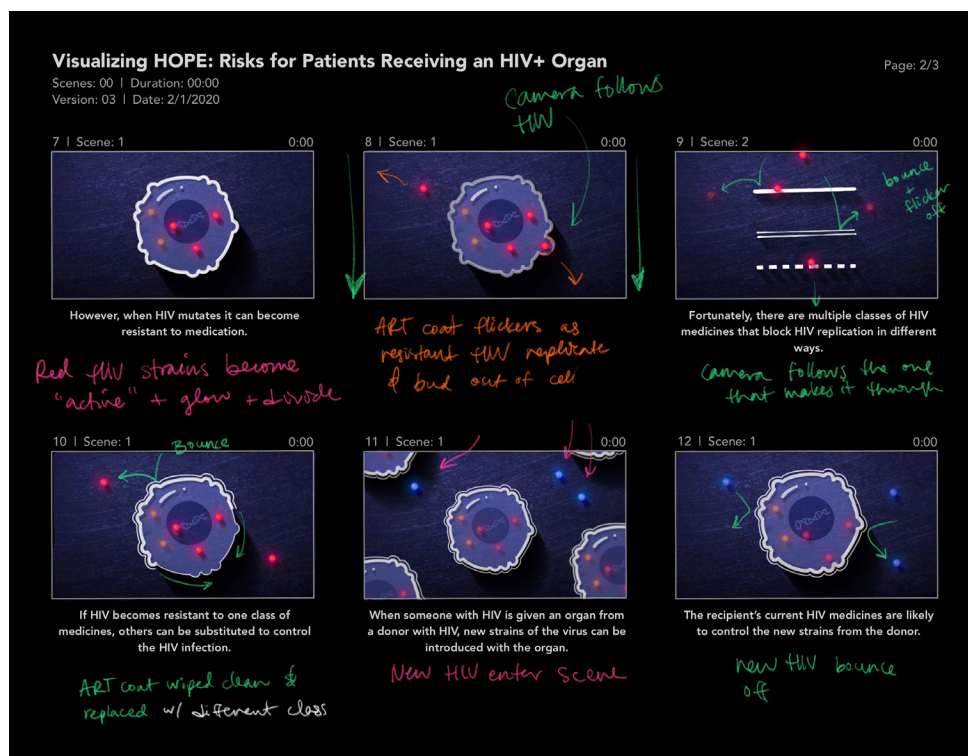 Visualizing HOPE: Risks for Patients Receiving an HIV+ Organ
Scenes: 00 | Duration: 00:00
Version: 03 | Date: 2/1/2020
Page: 2/3
Camera follows
HIV
7 | Scene: 1
0:00
However, when HIV mutates it can become
resistant to medication.
Red HIV strains become
"active" + glow + divide
8 | Scene: 1
0:00
ART coat flickers as
resistant HIV replicate
& bud out of cell
9 | Scene: 2
0:00
bounce
+
flicker
off
Fortunately, there are multiple classes of HIV
medicines that block HIV replication in different
ways.
Camera follows the one
that makes it through
10 | Scene: 1
0:00
Bounce
If HIV becomes resistant to one class of
medicines, others can be substituted to control
the HIV infection.
ART coat wiped clean &
replaced w/ different class
11 | Scene: 1
0:00
When someone with HIV is given an organ from
a donor with HIV, new strains of the virus can be
introduced with the organ.
New HIV enter scene
12 | Scene: 1
0:00
The recipient's current HIV medicines are likely
to control the new strains from the donor.
new HIV bounce
off